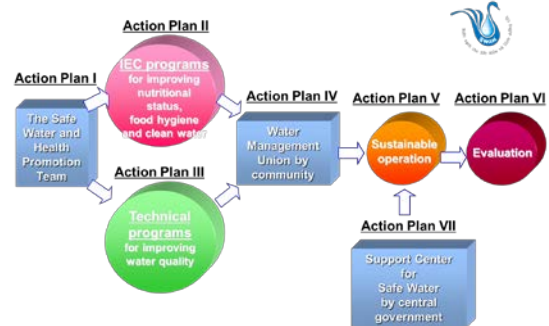 Action Plan II
IEC programs
for improving
nutritional
status,
food hygiene
and clean water?
Action Plan I
The Safe
Water and
Health
Promotion
Team
Action Plan III
Technical
programs
for improving
water quality
Action Plan IV
Water
Management
Union by
community
Action Plan V
Sustainable
operation
Action Plan VI
Evaluation
Action Plan VII
Support Center
for
Safe Water
by central
government